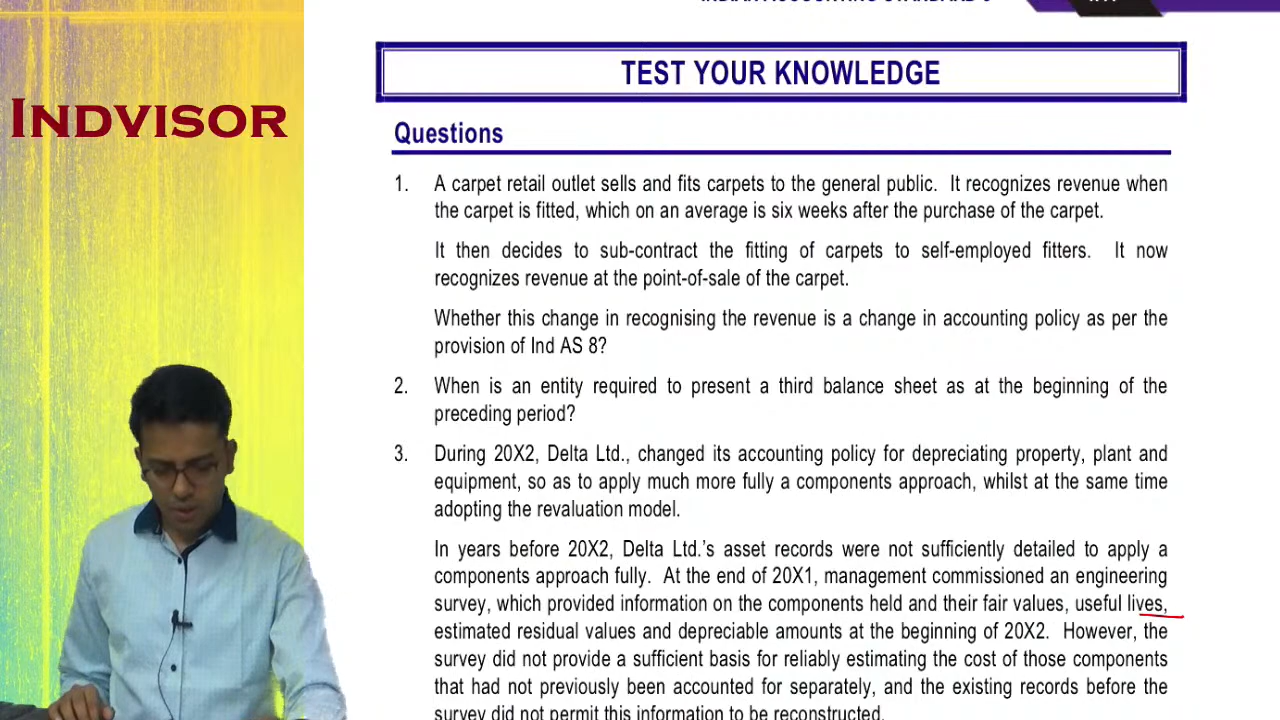 INDVISOR
TEST YOUR KNOWLEDGE
Questions
1. A carpet retail outlet sells and fits carpets to the general public. It recognizes revenue when
the carpet is fitted, which on an average is six weeks after the purchase of the carpet.
It then decides to sub-contract the fitting of carpets to self-employed fitters. It now
recognizes revenue at the point-of-sale of the carpet.
Whether this change in recognising the revenue is a change in accounting policy as per the
provision of Ind AS 8?
2. When is an entity required to present a third balance sheet as at the beginning of the
preceding period?
3. During 20X2, Delta Ltd., changed its accounting policy for depreciating property, plant and
equipment, so as to apply much more fully a components approach, whilst at the same time
adopting the revaluation model.
In years before 20X2, Delta Ltd.'s asset records were not sufficiently detailed to apply a
components approach fully. At the end of 20X1, management commissioned an engineering
survey, which provided information on the components held and their fair values, useful lives,
estimated residual values and depreciable amounts at the beginning of 20X2. However, the
survey did not provide a sufficient basis for reliably estimating the cost of those components
that had not previously been accounted for separately, and the existing records before the
survey did not permit this information to be reconstructed.